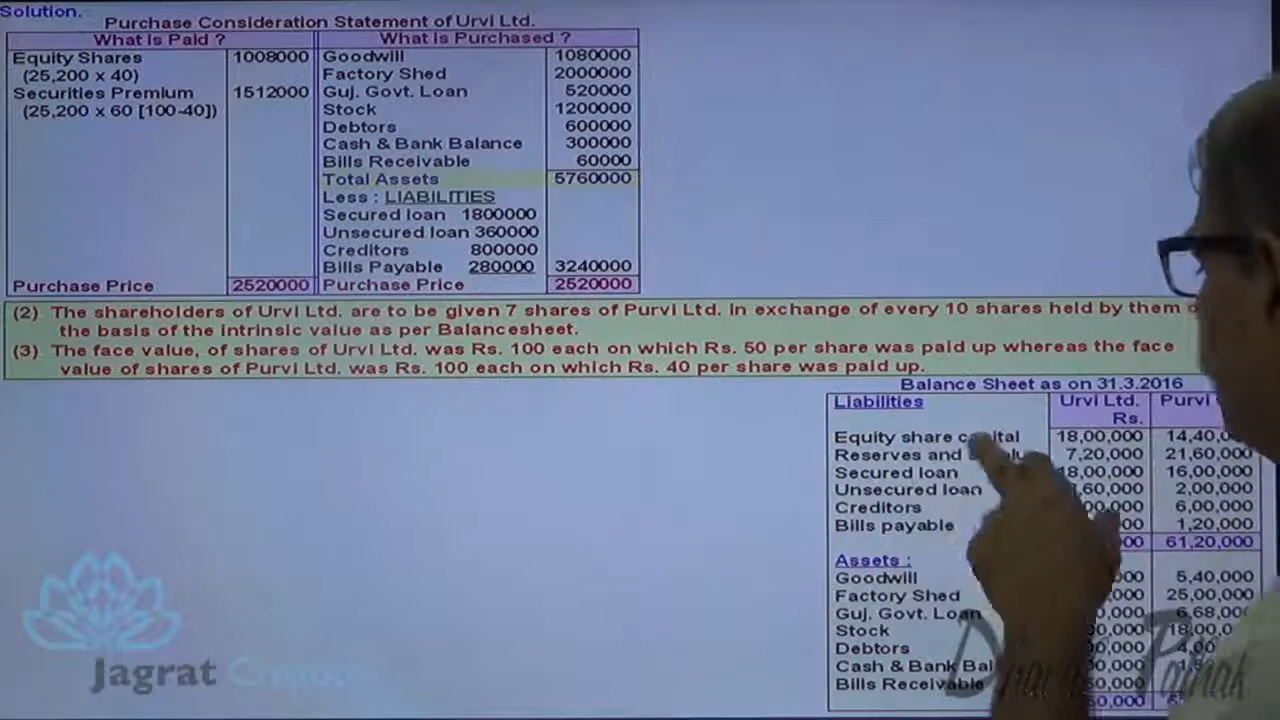 Solution.
Purchase Consideration Statement of Urvi Ltd.
What is Paid ? What is Purchased ?
Equity Shares 1008000 Goodwill 1080000
(25,200 x 40) Factory Shed 2000000
Securities Premium 1512000 Guj. Govt. Loan 520000
(25,200 x 60 [100-40]) Stock 1200000
Debtors 600000
Cash & Bank Balance 300000
Bills Receivable 60000
Total Assets 5760000
Less : LIABILITIES
Secured loan 1800000
Unsecured loan 360000
Creditors 800000
Bills Payable 280000 3240000
Purchase Price 2520000 Purchase Price 2520000
(2) The shareholders of Urvi Ltd. are to be given 7 shares of Purvi Ltd. in exchange of every 10 shares held by them
the basis of the intrinsic value as per Balancesheet.
(3) The face value, of shares of Urvi Ltd. was Rs. 100 each on which Rs. 50 per share was paid up whereas the face
value of shares of Purvi Ltd. was Rs. 100 each on which Rs. 40 per share was paid up.
Balance Sheet as on 31.3.2016
Liabilities Urvi Ltd. Purvi
Rs.
Equity share capital 18,00,000
Reserves and 7,20,000 21,60,000
Secured loan 18,00,000 16,00,000
Unsecured loan 2,00,000
Creditors 6,00,000
Bills payable 1,20,000
61,20,000
Assets :
Goodwill 5,40,000
Factory Shed 25,00,000
Guj. Govt. Loan
Stock
Debtors
Cash & Bank
Bills Receivable
Jagrat
Pathak